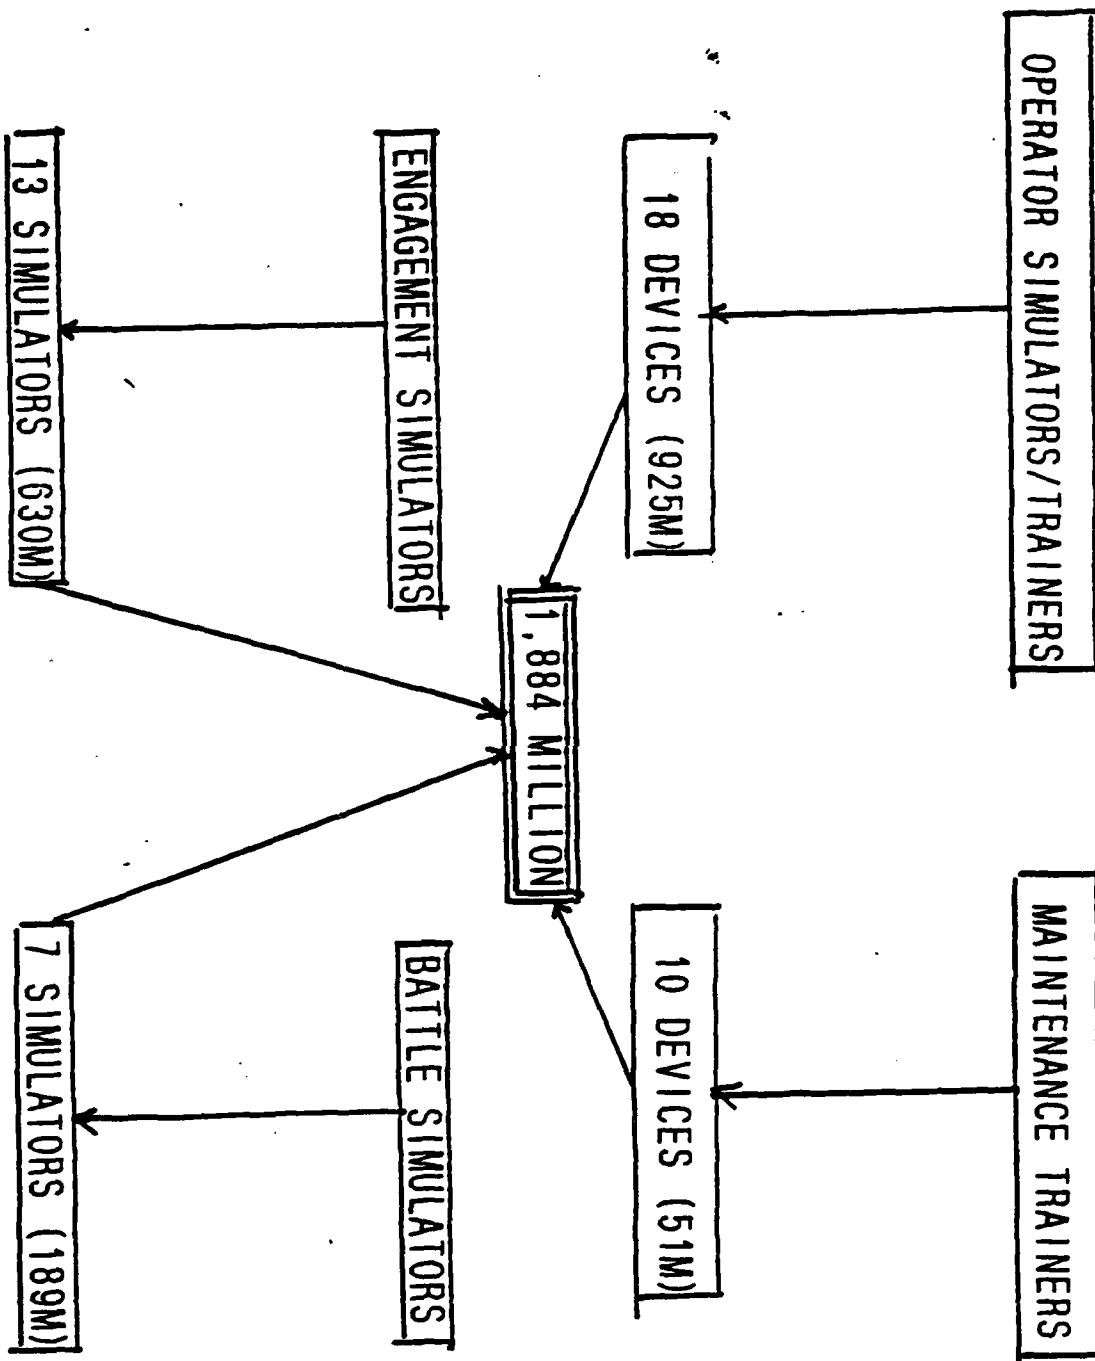 OPERATOR SIMULATORS/TRAINERS
MAINTENANCE TRAINERS
18 DEVICES (925M)
10 DEVICES (51M)
1,884 MILLION
ENGAGEMENT SIMULATORS
BATTLE SIMULATORS
13 SIMULATORS (630M)
7 SIMULATORS (189M)